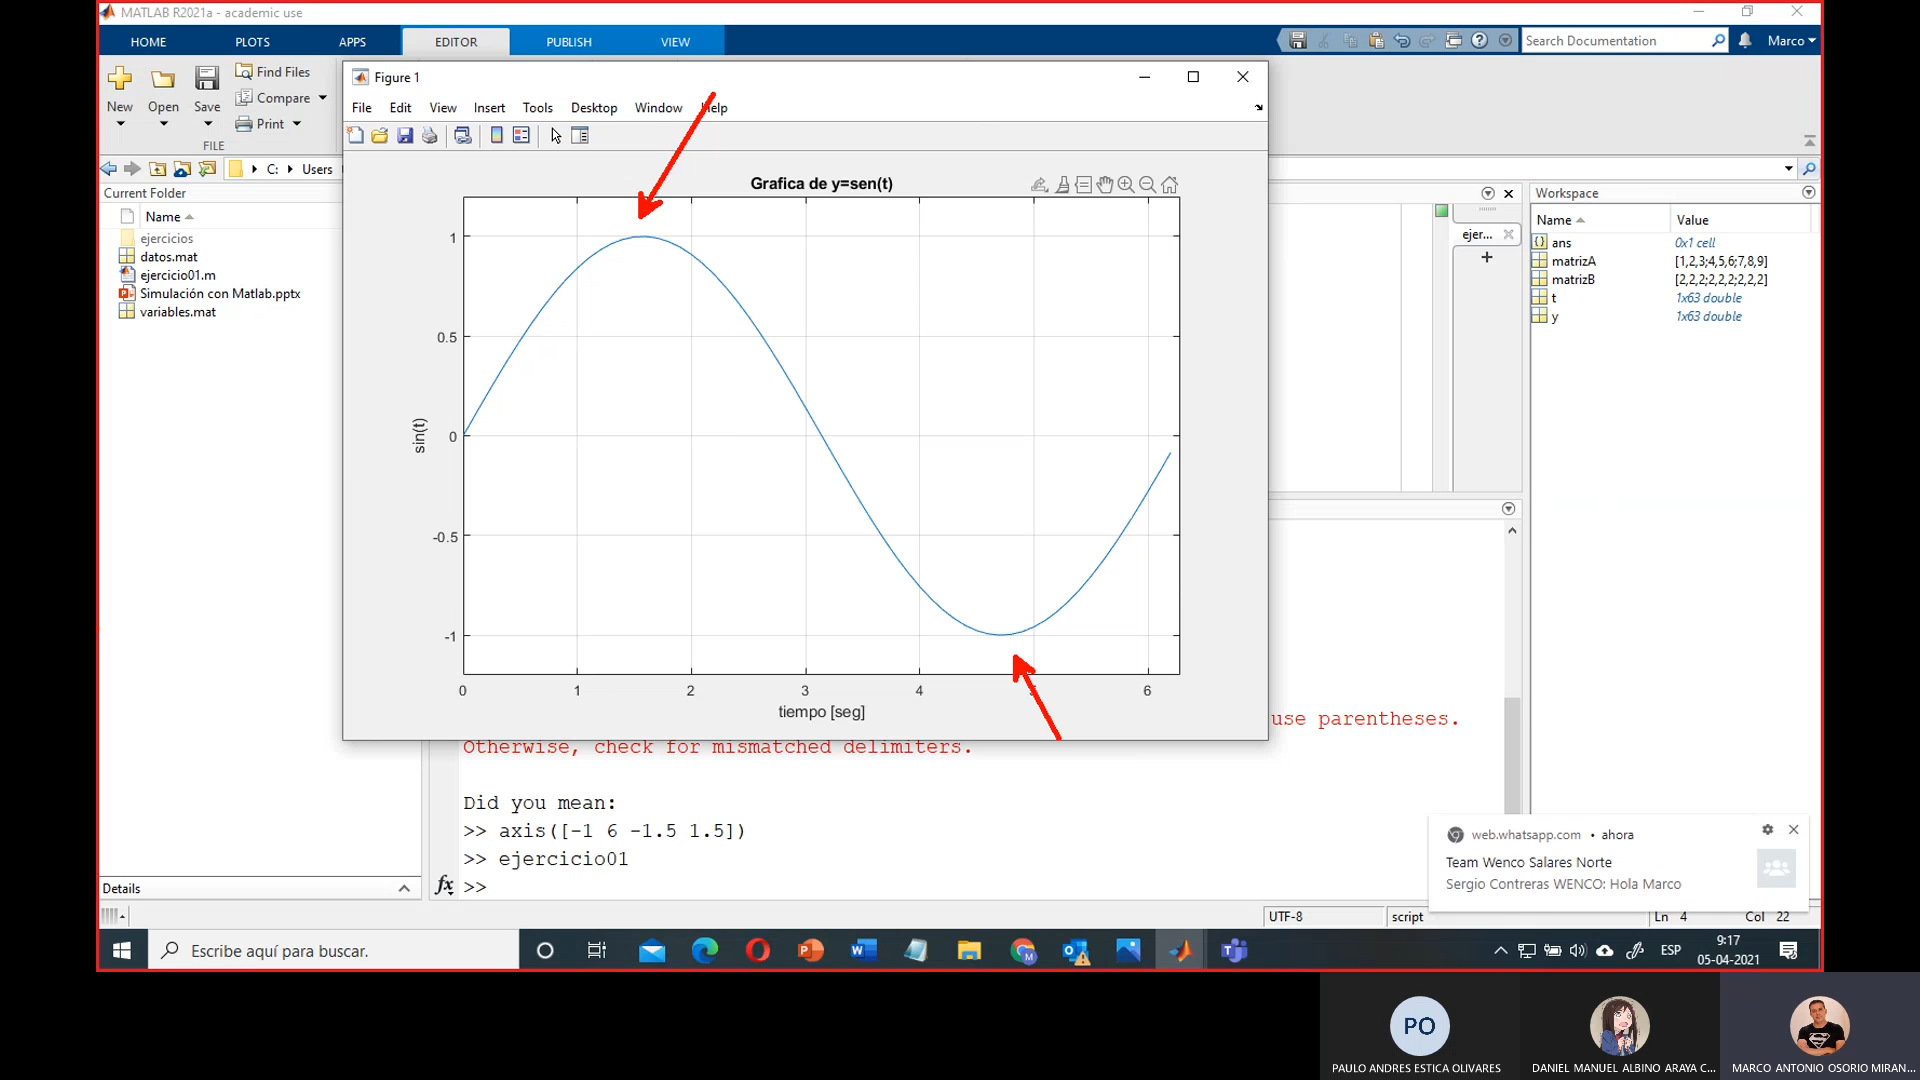 MATLAB R2021a - academic use
HOME PLOTS APPS EDITOR PUBLISH VIEW
Search Documentation
Marco
New Open Save
Find Files
Compare
Print
FILE
C: Users
Current Folder
Name
ejercicios
datos.mat
ejercicio01.m
Simulación con Matlab.pptx
variables.mat
Details
Figure 1
File Edit View Insert Tools Desktop Window Help
Grafica de y=sen(t)
1
0.5
0
-0.5
-1
sin(t)
0 1 2 3 4 5 6
tiempo [seg]
ejer...
Workspace
Name Value
ans 0x1 cell
matrizA [1,2,3;4,5,6;7,8,9]
matrizB [2,2,2;2,2,2;2,2,2]
t 1x63 double
y 1x63 double
use parentheses.
Otherwise, check for mismatched delimiters.
Did you mean:
>> axis([-1 6 -1.5 1.5])
>> ejercicio01
fx >>
web.whatsapp.com • ahora
Team Wenco Salares Norte
Sergio Contreras WENCO: Hola Marco
UTF-8 script Ln 4 Col 22
Escribe aquí para buscar.
ESP
9:17
05-04-2021
PO
PAULO ANDRES ESTICA OLIVARES
DANIEL MANUEL ALBINO ARAYA C...
MARCO ANTONIO OSORIO MIRAN...